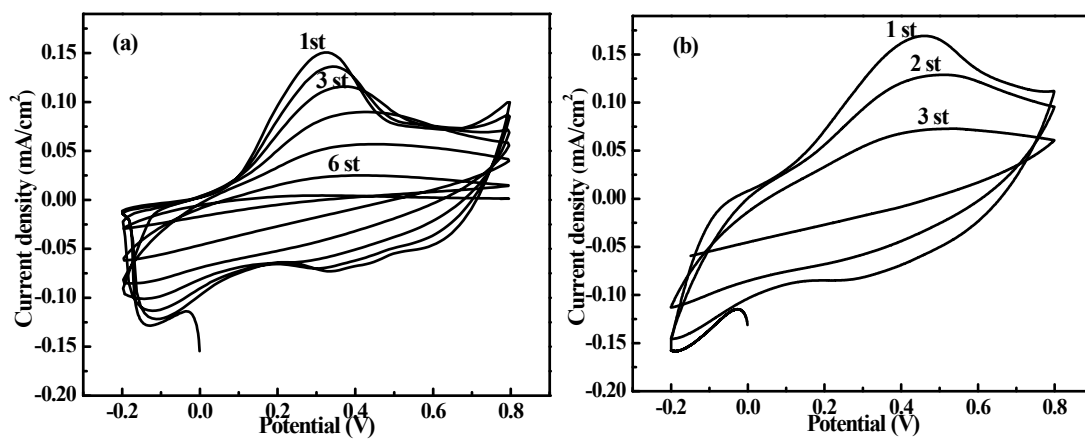 (a)
1st
3 st
6 st
0.15
0.10
0.05
0.00
-0.05
-0.10
-0.15
-0.20
Current density (mA/cm²)
-0.2 0.0 0.2 0.4 0.6 0.8
Potential (V)
(b)
1 st
2 st
3 st
0.15
0.10
0.05
0.00
-0.05
-0.10
-0.15
-0.20
Current density (mA/cm²)
-0.2 0.0 0.2 0.4 0.6 0.8
Potential (V)